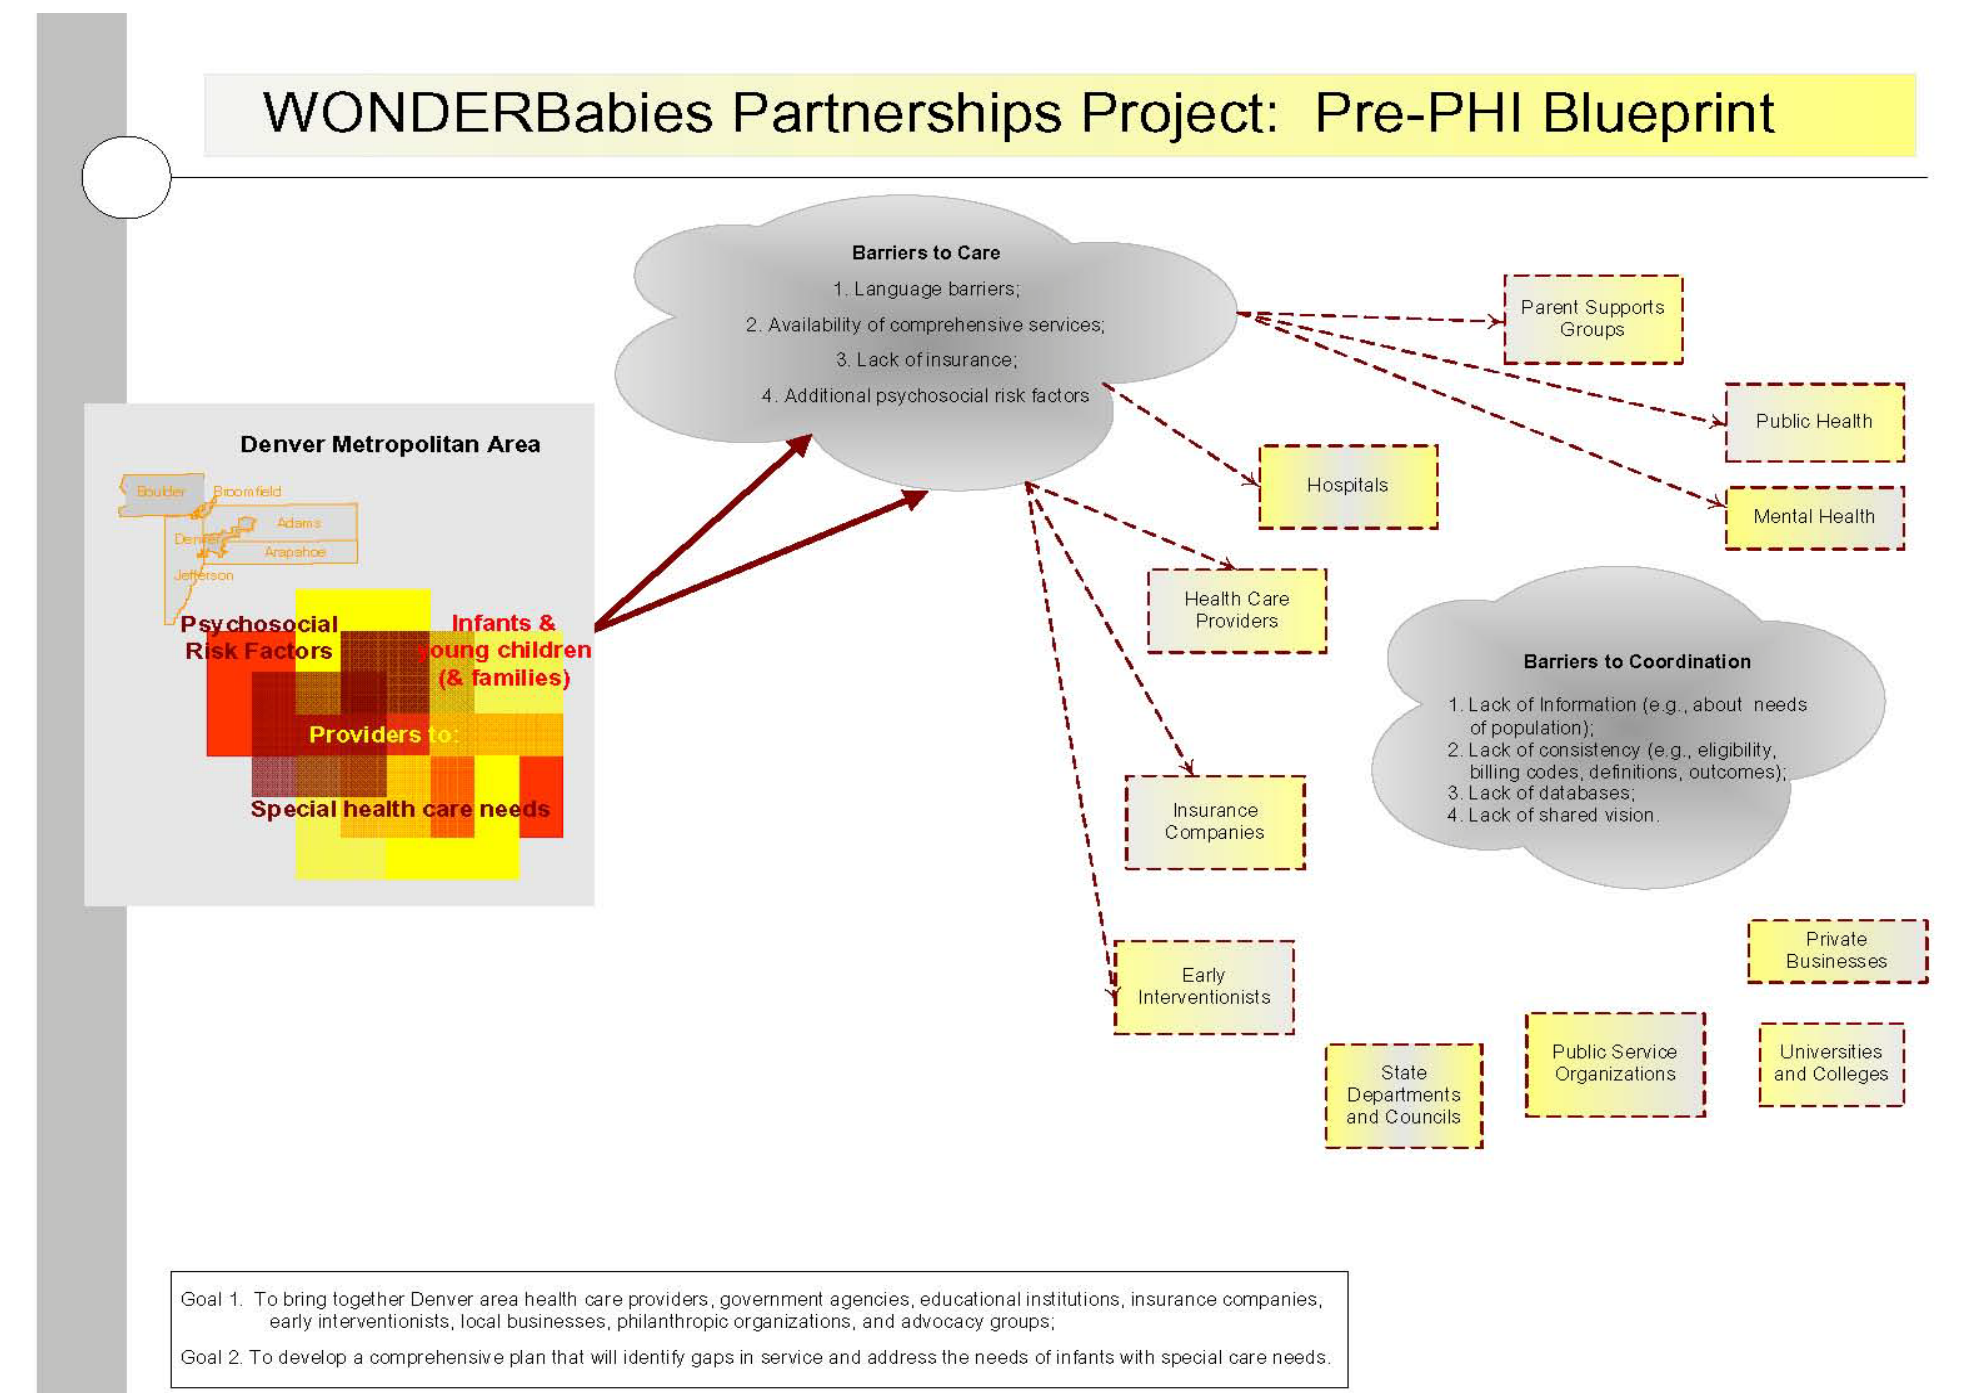 WONDERBabies Partnerships Project:  Pre-PHI Blueprint
Barriers to Care
1. Language barriers;
2. Availability of comprehensive services;
3. Lack of insurance;
4. Additional psychosocial risk factors
Parent Supports
Groups
Public Health
Mental Health
Hospitals
Health Care
Providers
Insurance
Companies
Early
Interventionists
Denver Metropolitan Area
Boulder
Broomfield
Adams
Denver
Arapahoe
Jefferson
Psychosocial
Risk Factors
Infants &
young children
(& families)
Providers to:
Special health care needs
Barriers to Coordination
1. Lack of Information (e.g., about  needs
of population);
2. Lack of consistency (e.g., eligibility,
billing codes, definitions, outcomes);
3. Lack of databases;
4. Lack of shared vision.
Private
Businesses
State
Departments
and Councils
Public Service
Organizations
Universities
and Colleges
Goal 1.  To bring together Denver area health care providers, government agencies, educational institutions, insurance companies,
early interventionists, local businesses, philanthropic organizations, and advocacy groups;
Goal 2. To develop a comprehensive plan that will identify gaps in service and address the needs of infants with special care needs.